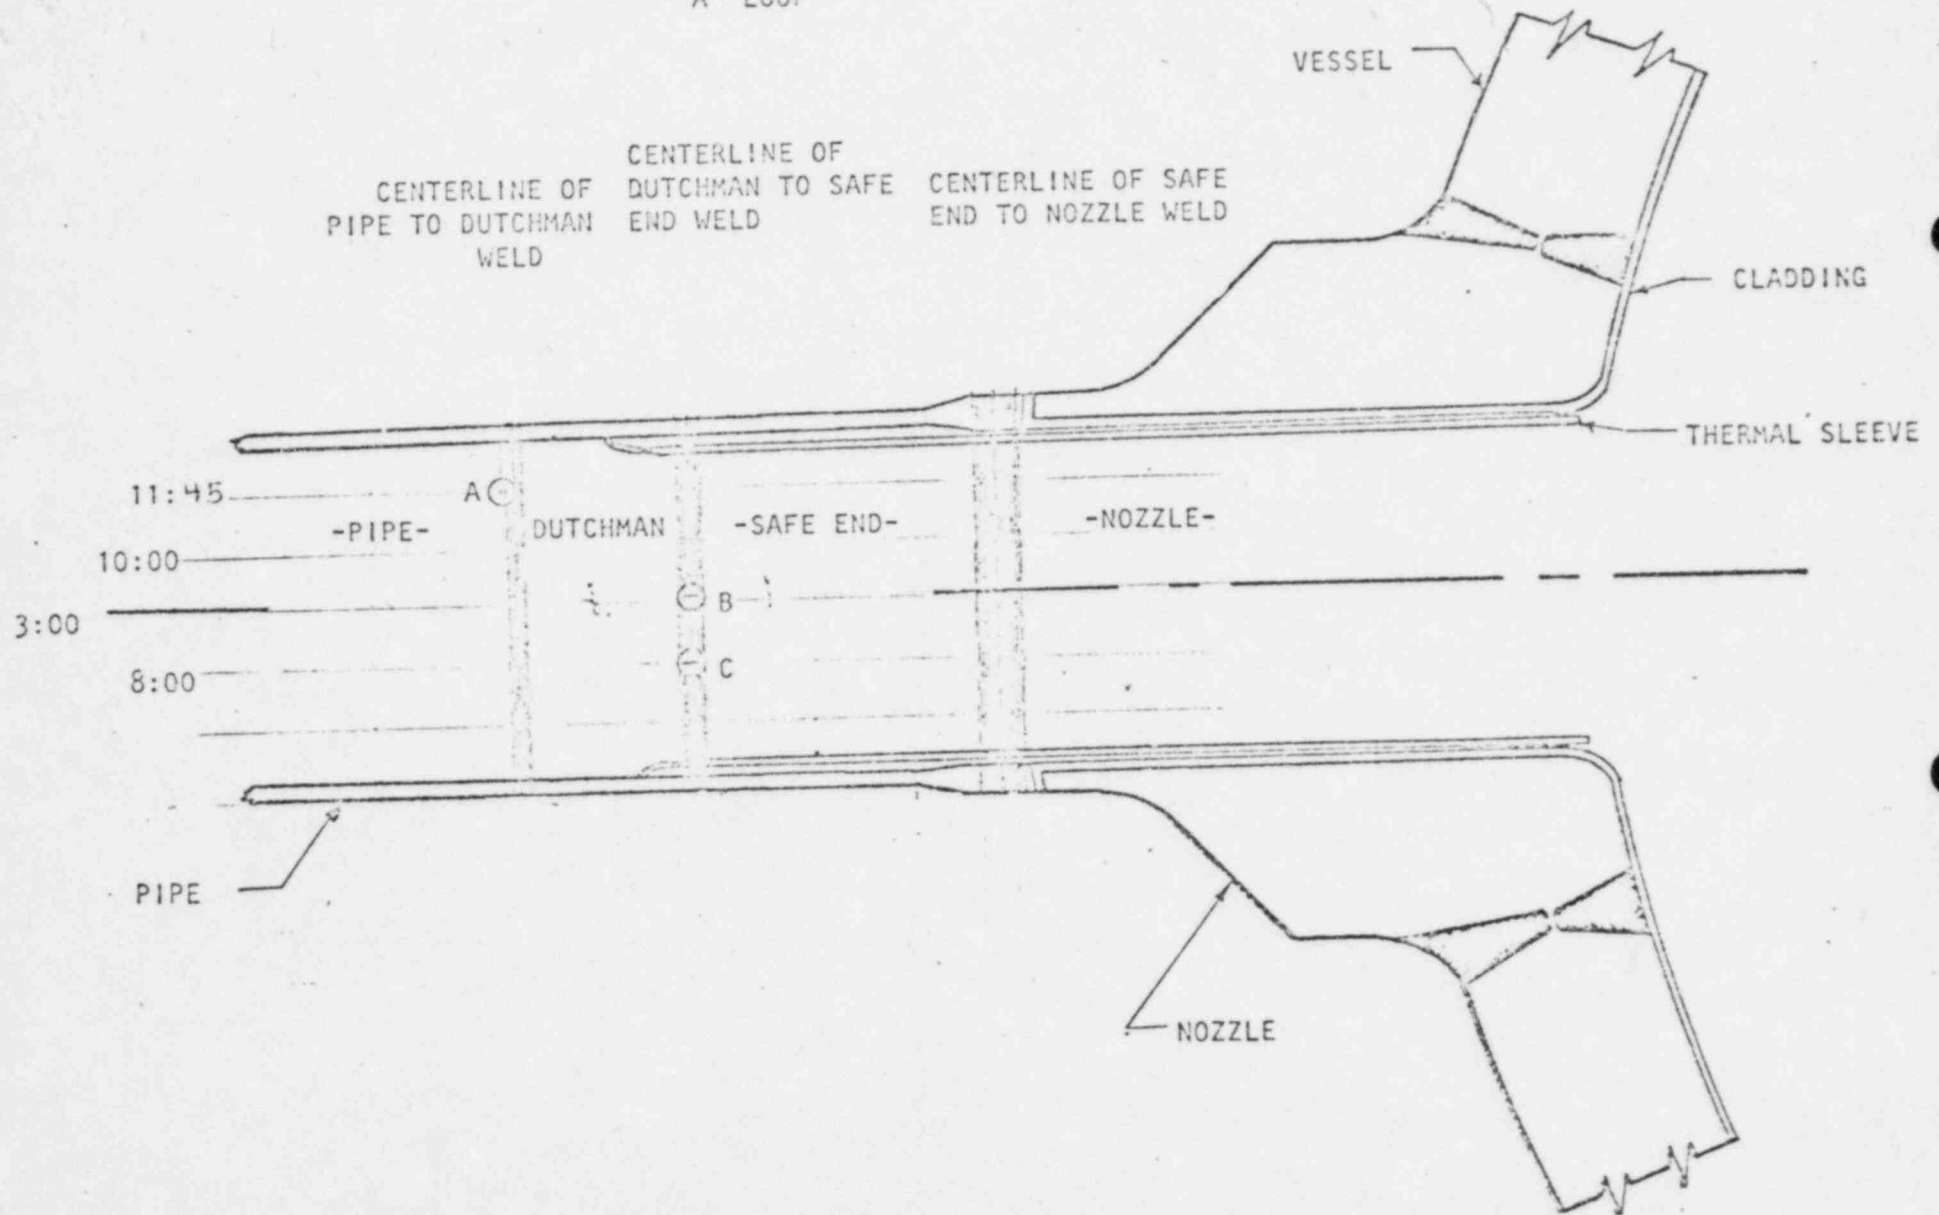 VESSEL
CENTERLINE OF
PIPE TO DUTCHMAN
WELD
CENTERLINE OF
DUTCHMAN TO SAFE
END WELD
CENTERLINE OF SAFE
END TO NOZZLE WELD
CLADDING
THERMAL SLEEVE
11:45
A
-PIPE-
DUTCHMAN
-SAFE END-
-NOZZLE-
10:00
B
3:00
C
8:00
PIPE
NOZZLE